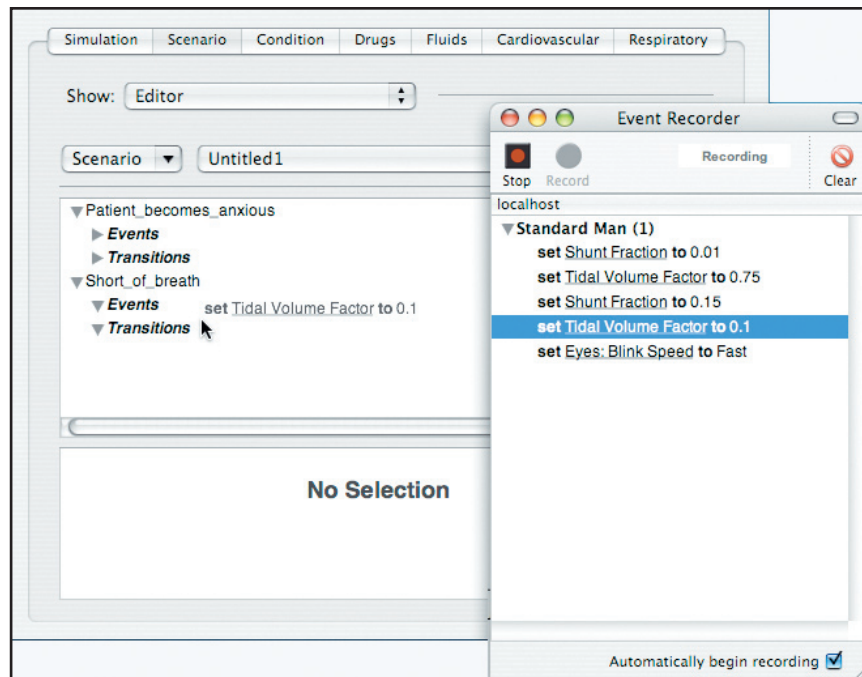 Simulation Scenario Condition Drugs Fluids Cardiovascular Respiratory
Show: Editor
Scenario Untitled1
Patient_becomes_anxious
Events
Transitions
Short_of_breath
Events
set Tidal Volume Factor to 0.1
Transitions
No Selection
Event Recorder
Recording
Stop Record Clear
localhost
Standard Man (1)
set Shunt Fraction to 0.01
set Tidal Volume Factor to 0.75
set Shunt Fraction to 0.15
set Tidal Volume Factor to 0.1
set Eyes: Blink Speed to Fast
Automatically begin recording